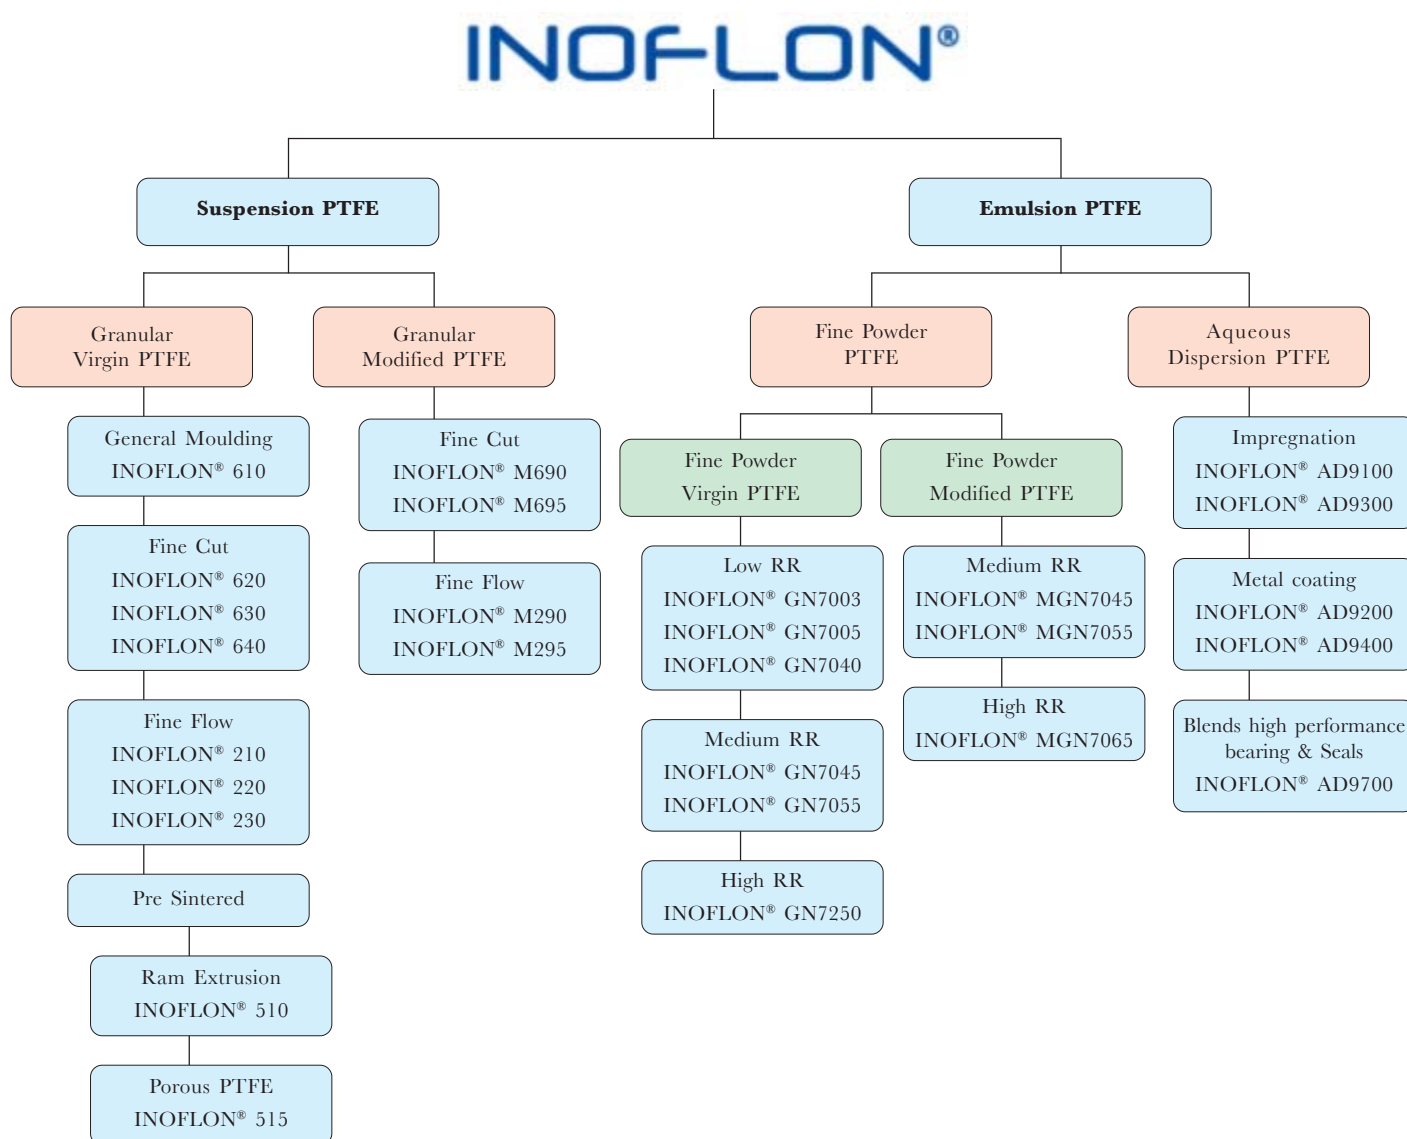 INOFLON®
Suspension PTFE
Emulsion PTFE
Granular
Virgin PTFE
Granular
Modified PTFE
Fine Powder
PTFE
Aqueous
Dispersion PTFE
General Moulding
INOFLON® 610
Fine Cut
INOFLON® 620
INOFLON® 630
INOFLON® 640
Fine Flow
INOFLON® 210
INOFLON® 220
INOFLON® 230
Pre Sintered
Ram Extrusion
INOFLON® 510
Porous PTFE
INOFLON® 515
Fine Cut
INOFLON® M690
INOFLON® M695
Fine Flow
INOFLON® M290
INOFLON® M295
Fine Powder
Virgin PTFE
Low RR
INOFLON® GN7003
INOFLON® GN7005
INOFLON® GN7040
Medium RR
INOFLON® GN7045
INOFLON® GN7055
High RR
INOFLON® GN7250
Fine Powder
Modified PTFE
Medium RR
INOFLON® MGN7045
INOFLON® MGN7055
High RR
INOFLON® MGN7065
Impregnation
INOFLON® AD9100
INOFLON® AD9300
Metal coating
INOFLON® AD9200
INOFLON® AD9400
Blends high performance
bearing & Seals
INOFLON® AD9700